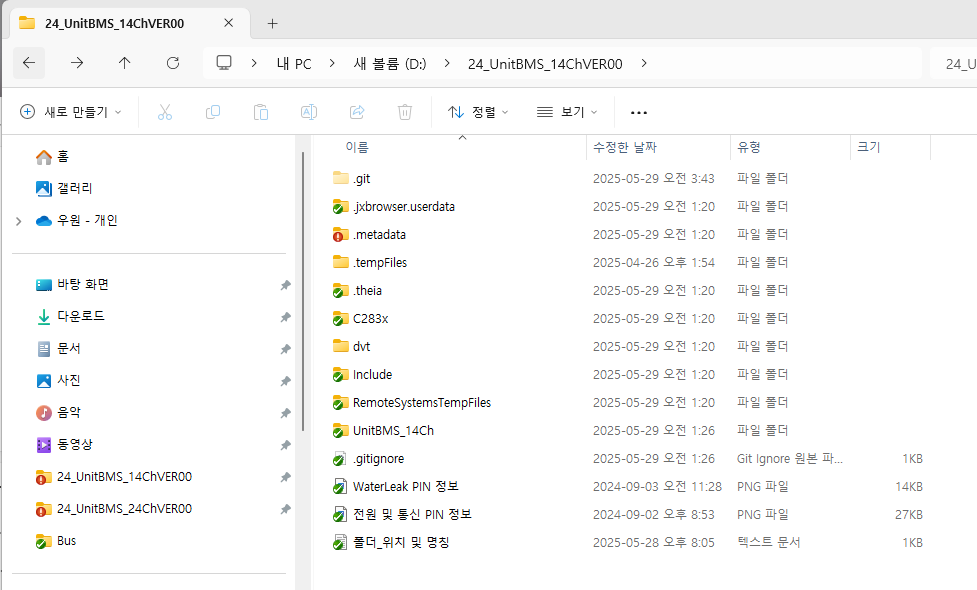 24_UnitBMS_14ChVER00
내 PC 새 볼륨 (D:) 24_UnitBMS_14ChVER00 24_U
새로 만들기 정렬 보기
이름 수정한 날짜 유형 크기
홈
갤러리
우원 - 개인
바탕 화면
다운로드
문서
사진
음악
동영상
24_UnitBMS_14ChVER00
24_UnitBMS_24ChVER00
Bus
.git 2025-05-29 오전 3:43 파일 폴더
.jxbrowser.userdata 2025-05-29 오전 1:20 파일 폴더
.metadata 2025-05-29 오전 1:20 파일 폴더
.tempFiles 2025-04-26 오후 1:54 파일 폴더
.theia 2025-05-29 오전 1:20 파일 폴더
C283x 2025-05-29 오전 1:20 파일 폴더
dvt 2025-05-29 오전 1:20 파일 폴더
Include 2025-05-29 오전 1:20 파일 폴더
RemoteSystemsTempFiles 2025-05-29 오전 1:20 파일 폴더
UnitBMS_14Ch 2025-05-29 오전 1:26 파일 폴더
.gitignore 2025-05-29 오전 1:26 Git Ignore 원본 파... 1KB
WaterLeak PIN 정보 2024-09-03 오전 11:28 PNG 파일 14KB
전원 및 통신 PIN 정보 2024-09-02 오후 8:53 PNG 파일 27KB
폴더_위치 및 명칭 2025-05-28 오후 8:05 텍스트 문서 1KB